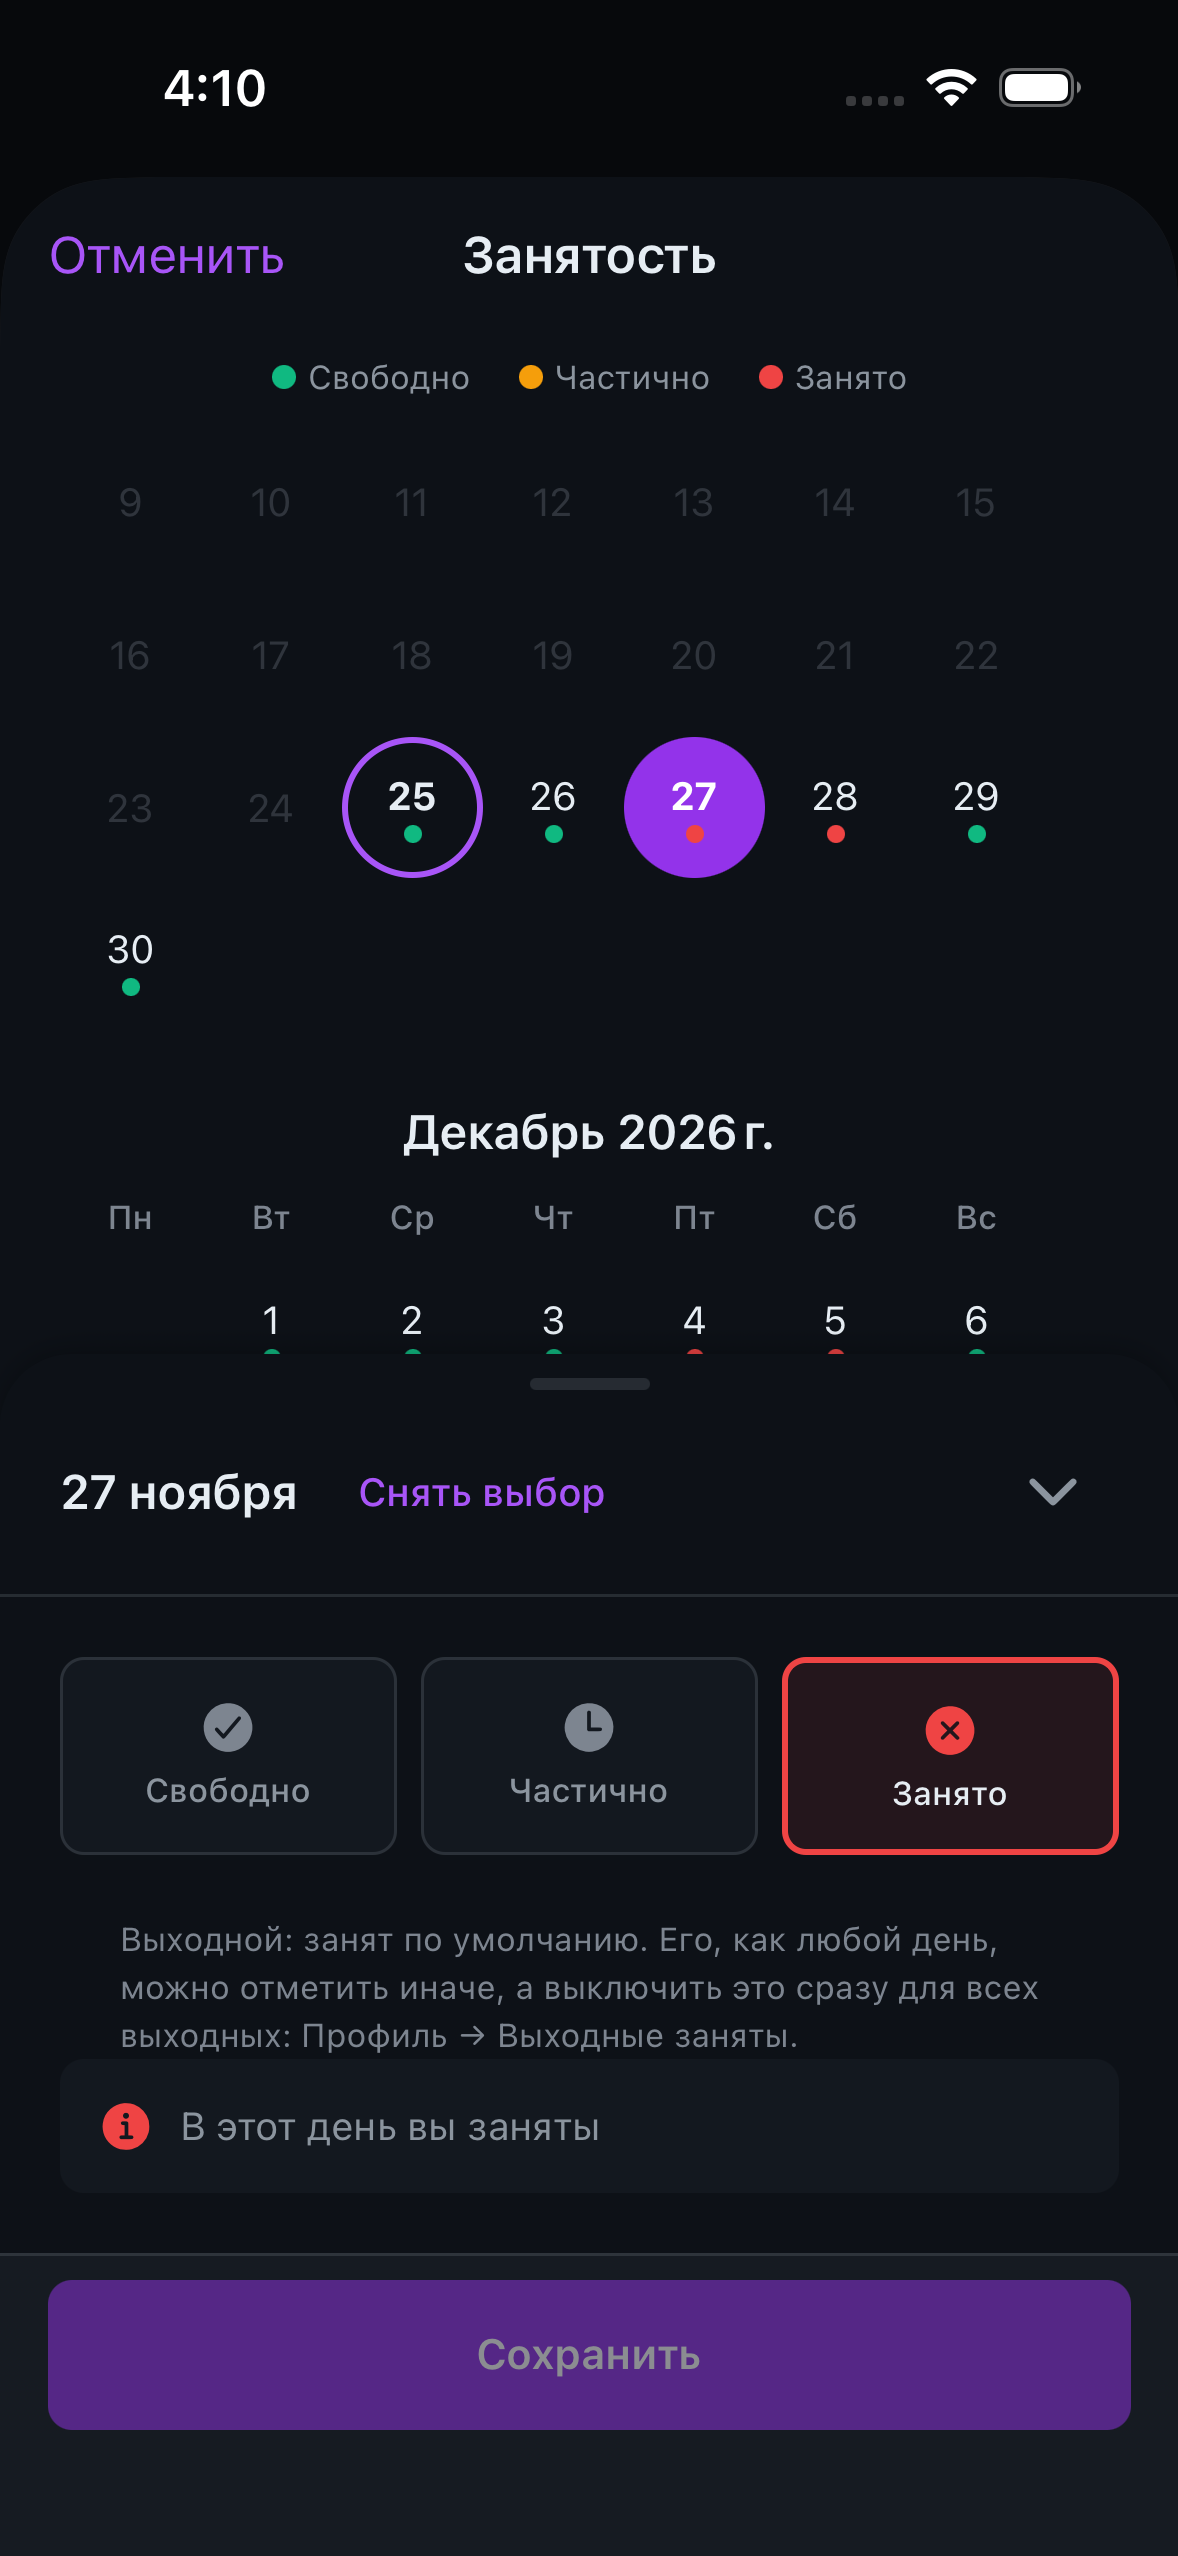 4:10
Отменить
Занятость
Свободно Частично Занято
9 10 11 12 13 14 15
16 17 18 19 20 21 22
23 24 25 26 27 28 29
30
Декабрь 2026 г.
Пн Вт Ср Чт Пт Сб Вс
1 2 3 4 5 6
27 ноября
Снять выбор
Свободно
Частично
Занято
Выходной: занят по умолчанию. Его, как любой день,
можно отметить иначе, а выключить это сразу для всех
выходных: Профиль → Выходные заняты.
В этот день вы заняты
Сохранить